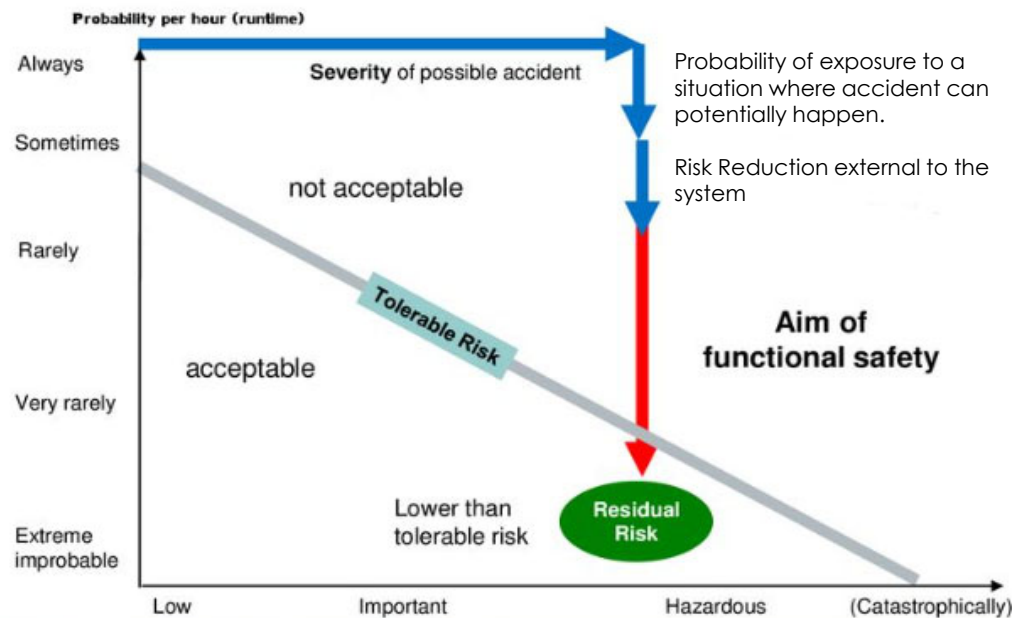 Probability per hour (runtime)
Always
Severity of possible accident
Probability of exposure to a
situation where accident can
potentially happen.
Sometimes
Risk Reduction external to the
system
not acceptable
Rarely
Tolerable Risk
Aim of
functional safety
acceptable
Very rarely
Lower than
tolerable risk
Residual
Risk
Extreme
improbable
Low
Important
Hazardous
(Catastrophically)